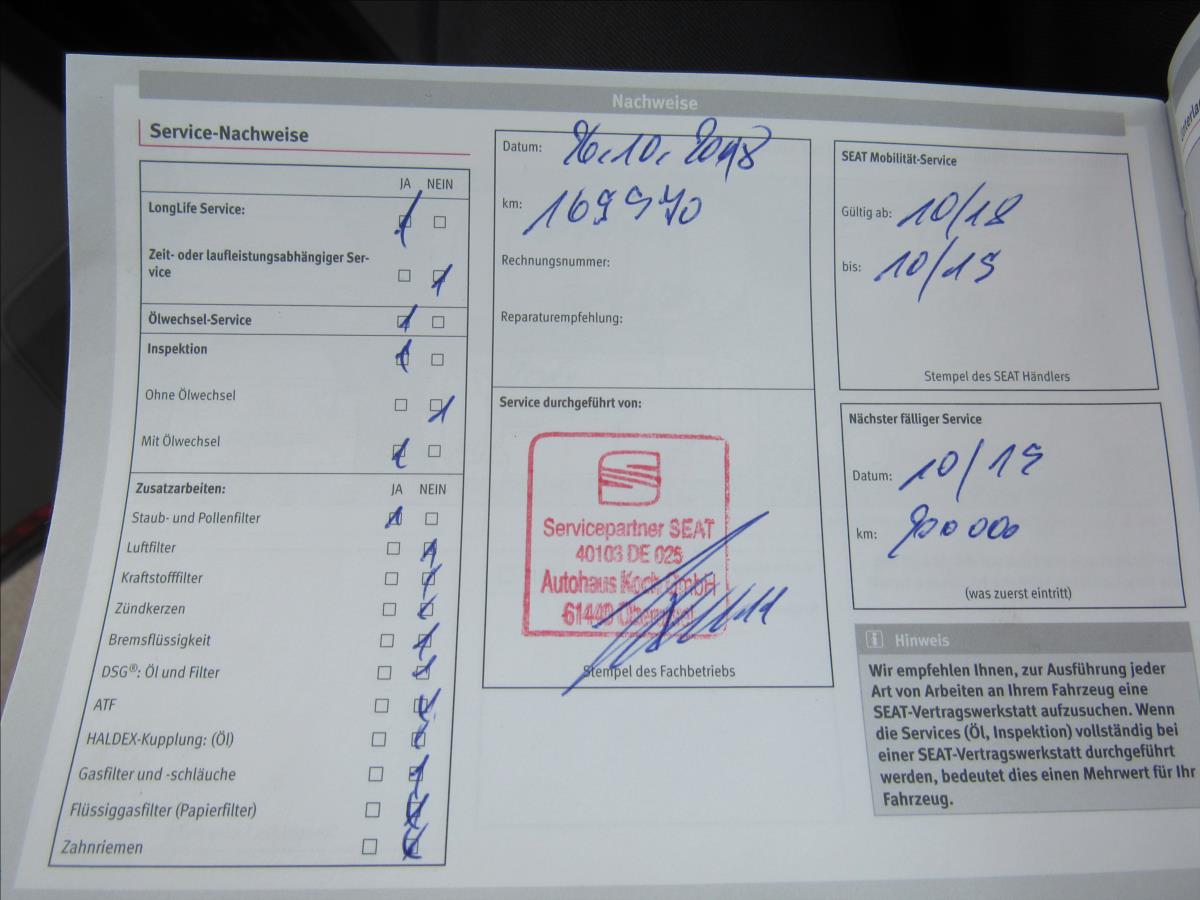 Nachweise
Service-Nachweise
JA NEIN
LongLife Service:
Zeit- oder laufleistungsabhängiger Ser-
vice
Ölwechsel-Service
Inspektion
Ohne Ölwechsel
Mit Ölwechsel
Zusatzarbeiten: JA NEIN
Staub- und Pollenfilter
Luftfilter
Kraftstofffilter
Zündkerzen
Bremsflüssigkeit
DSG®: Öl und Filter
ATF
HALDEX-Kupplung: (Öl)
Gasfilter und -schläuche
Flüssiggasfilter (Papierfilter)
Zahnriemen
Datum: 26.10.2018
km: 169970
Rechnungsnummer:
Reparaturempfehlung:
Service durchgeführt von:
Servicepartner SEAT
40103 DE 025
Autohaus Koch GmbH
61440 Oberursel
Stempel des Fachbetriebs
SEAT Mobilität-Service
Gültig ab: 10/18
bis: 10/19
Stempel des SEAT Händlers
Nächster fälliger Service
Datum: 10/19
km: 200 000
(was zuerst eintritt)
i Hinweis
Wir empfehlen Ihnen, zur Ausführung jeder
Art von Arbeiten an Ihrem Fahrzeug eine
SEAT-Vertragswerkstatt aufzusuchen. Wenn
die Services (Öl, Inspektion) vollständig bei
einer SEAT-Vertragswerkstatt durchgeführt
werden, bedeutet dies einen Mehrwert für Ihr
Fahrzeug.